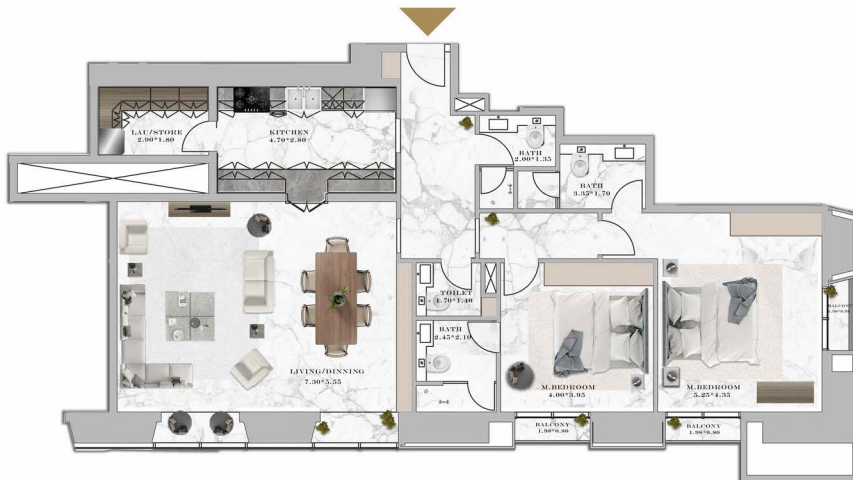 LAU/STORE
2.90*1.80
KITCHEN
4.70*2.80
BATH
2.00*1.35
BATH
3.35*1.70
TOILET
1.70*1.40
BATH
2.45*2.10
LIVING/DINNING
7.30*5.55
M.BEDROOM
4.00*3.95
M.BEDROOM
5.25*4.35
BALCONY
BALCONY
1.98*0.80
BALCONY
1.98*0.80